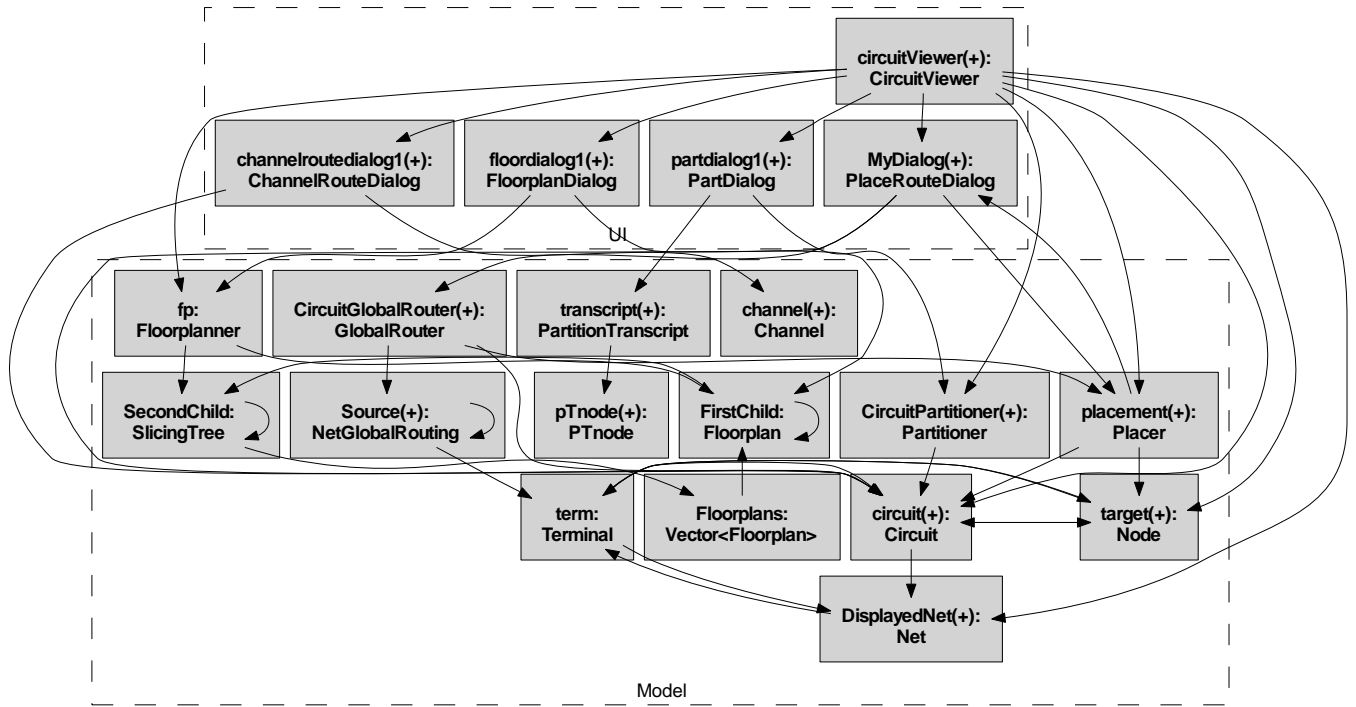 circuitViewer(+):
CircuitViewer
channelroutedialog1(+):
ChannelRouteDialog
floordialog1(+):
FloorplanDialog
partdialog1(+):
PartDialog
MyDialog(+):
PlaceRouteDialog
UI
fp:
Floorplanner
CircuitGlobalRouter(+):
GlobalRouter
transcript(+):
PartitionTranscript
channel(+):
Channel
SecondChild:
SlicingTree
Source(+):
NetGlobalRouting
pTnode(+):
PTnode
FirstChild:
Floorplan
CircuitPartitioner(+):
Partitioner
placement(+):
Placer
term:
Terminal
Floorplans:
Vector<Floorplan>
circuit(+):
Circuit
target(+):
Node
DisplayedNet(+):
Net
Model